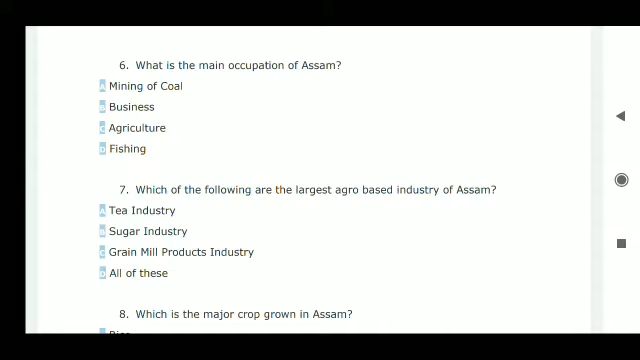 6. What is the main occupation of Assam?
A Mining of Coal
B Business
C Agriculture
D Fishing
7. Which of the following are the largest agro based industry of Assam?
A Tea Industry
B Sugar Industry
C Grain Mill Products Industry
D All of these
8. Which is the major crop grown in Assam?